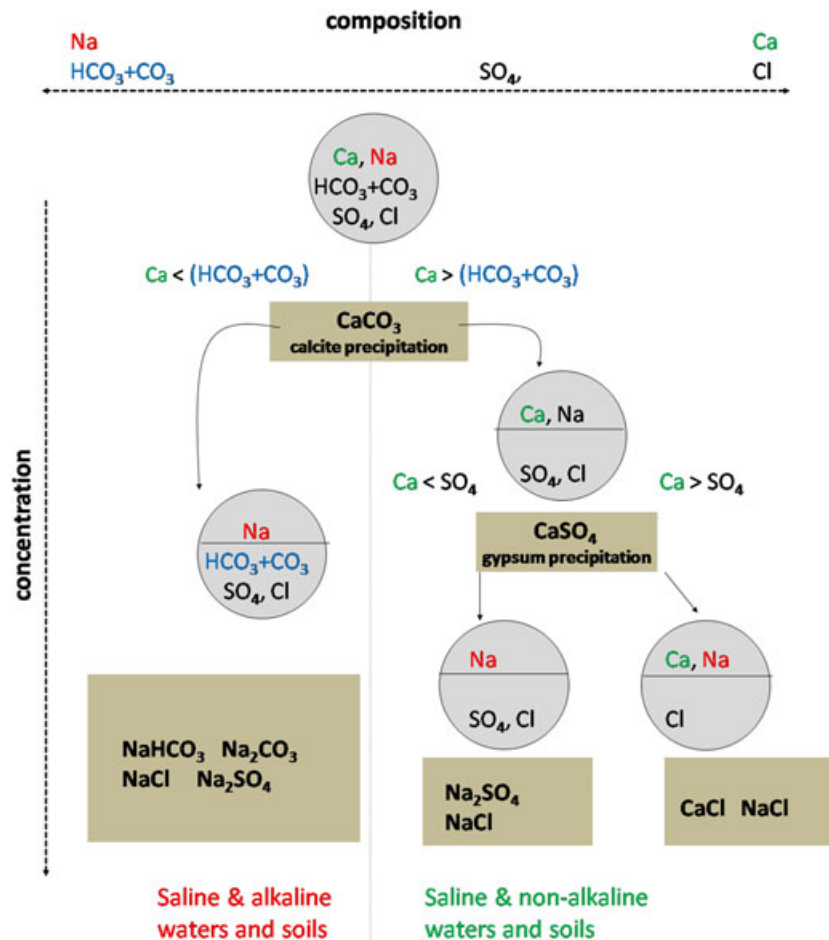 composition
Na Ca
HCO₃+CO₃ SO₄, Cl
Ca, Na
HCO₃+CO₃
SO₄, Cl
Ca < (HCO₃+CO₃) Ca > (HCO₃+CO₃)
CaCO₃
calcite precipitation
Ca, Na
SO₄, Cl
Ca < SO₄ Ca > SO₄
CaSO₄
gypsum precipitation
Na
HCO₃+CO₃
SO₄, Cl
concentration
Na
SO₄, Cl
Ca, Na
Cl
NaHCO₃ Na₂CO₃
NaCl Na₂SO₄
Na₂SO₄
NaCl
CaCl NaCl
Saline & alkaline
waters and soils
Saline & non-alkaline
waters and soils